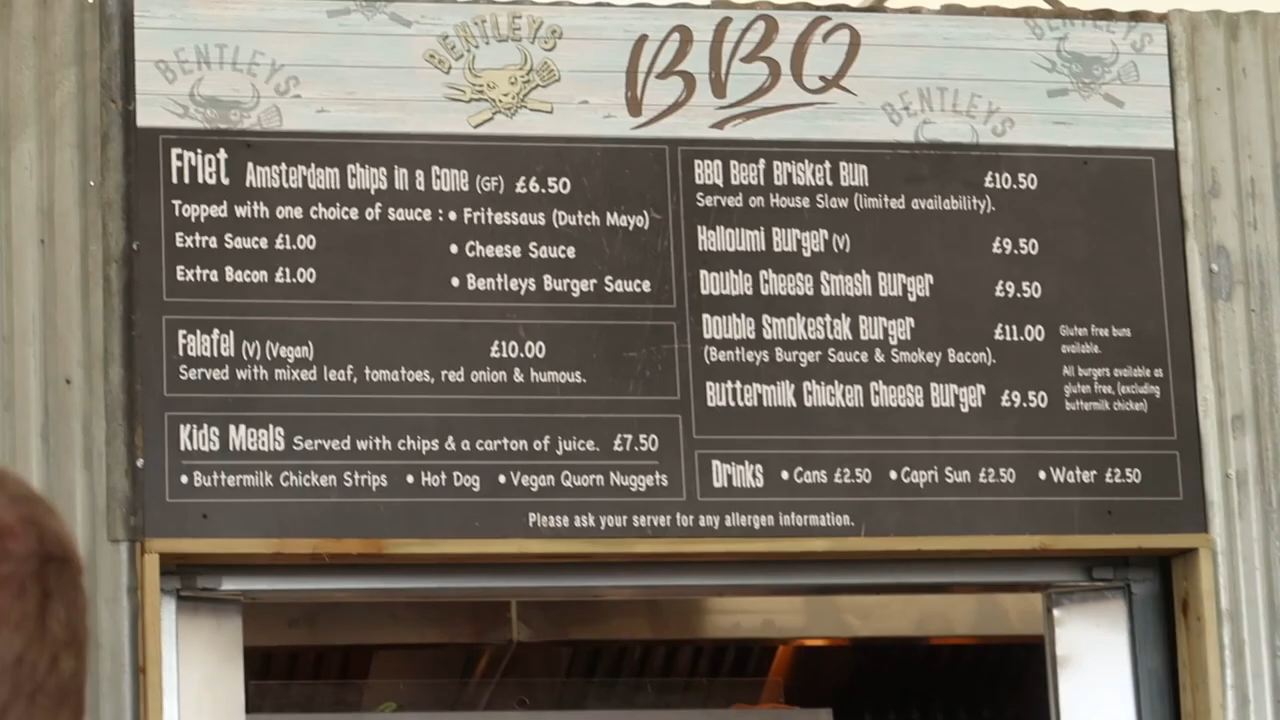 BENTLEYS
BENTLEYS
BBQ
BENTLEYS
BENTLEYS
Friet Amsterdam Chips in a Cone (GF) £6.50
Topped with one choice of sauce : • Fritessaus (Dutch Mayo)
Extra Sauce £1.00
• Cheese Sauce
Extra Bacon £1.00
• Bentleys Burger Sauce
Falafel (V) (Vegan) £10.00
Served with mixed leaf, tomatoes, red onion & humous.
Kids Meals Served with chips & a carton of juice. £7.50
• Buttermilk Chicken Strips • Hot Dog • Vegan Quorn Nuggets
BBQ Beef Brisket Bun £10.50
Served on House Slaw (limited availability).
Halloumi Burger (V) £9.50
Double Cheese Smash Burger £9.50
Double Smokestak Burger £11.00
(Bentleys Burger Sauce & Smokey Bacon).
Buttermilk Chicken Cheese Burger £9.50
Gluten free buns
available.
All burgers available as
gluten free, (excluding
buttermilk chicken)
Drinks • Cans £2.50 • Capri Sun £2.50 • Water £2.50
Please ask your server for any allergen information.